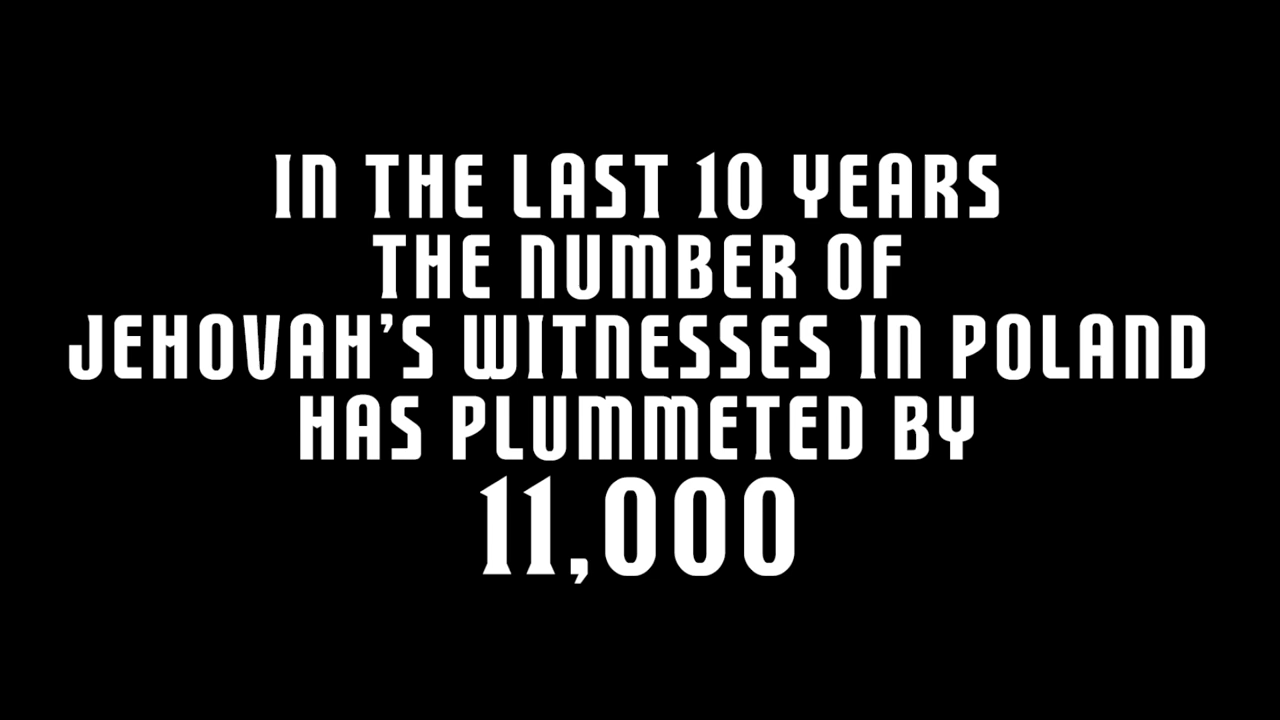 IN THE LAST 10 YEARS
THE NUMBER OF
JEHOVAH'S WITNESSES IN POLAND
HAS PLUMMETED BY
11,000